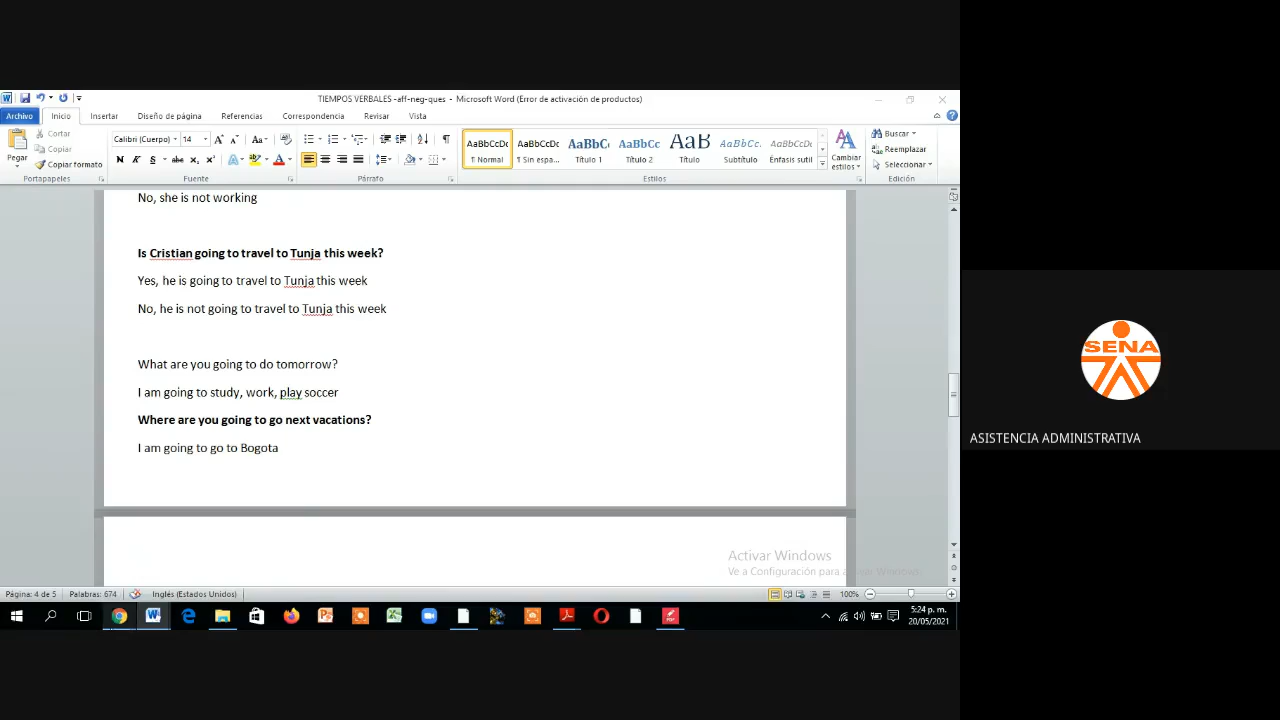 TIEMPOS VERBALES -aff-neg-ques - Microsoft Word (Error de activación de productos)
Archivo Inicio Insertar Diseño de página Referencias Correspondencia Revisar Vista
Pegar
Cortar
Copiar
Copiar formato
Portapapeles
Calibri (Cuerpo) 14
Fuente
Párrafo
AaBbCcDc AaBbCcDc AaBbC AaBbCc AaB AaBbCc. AaBbCcDc
¶ Normal ¶ Sin espa... Título 1 Título 2 Título Subtítulo Énfasis sutil
Estilos
Cambiar estilos
Buscar
Reemplazar
Seleccionar
Edición
No, she is not working
Is Cristian going to travel to Tunja this week?
Yes, he is going to travel to Tunja this week
No, he is not going to travel to Tunja this week
What are you going to do tomorrow?
I am going to study, work, play soccer
Where are you going to go next vacations?
I am going to go to Bogota
Activar Windows
Ve a Configuración para activar Windows.
Página: 4 de 5 Palabras: 674 Inglés (Estados Unidos) 100%
5:24 p. m.
20/05/2021
SENA
ASISTENCIA ADMINISTRATIVA